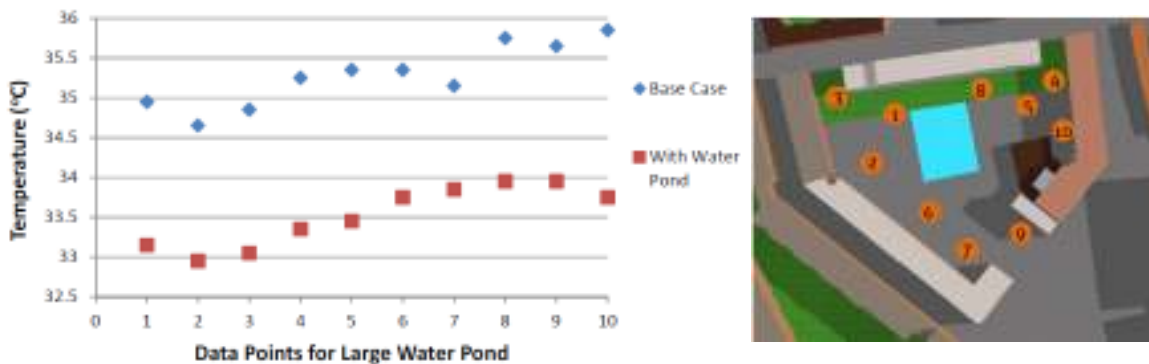 36
35.5
35
34.5
34
33.5
33
32.5
Temperature (°C)
0 1 2 3 4 5 6 7 8 9 10
Data Points for Large Water Pond
Base Case
With Water
Pond
8
5
1
10
2
6
9
7